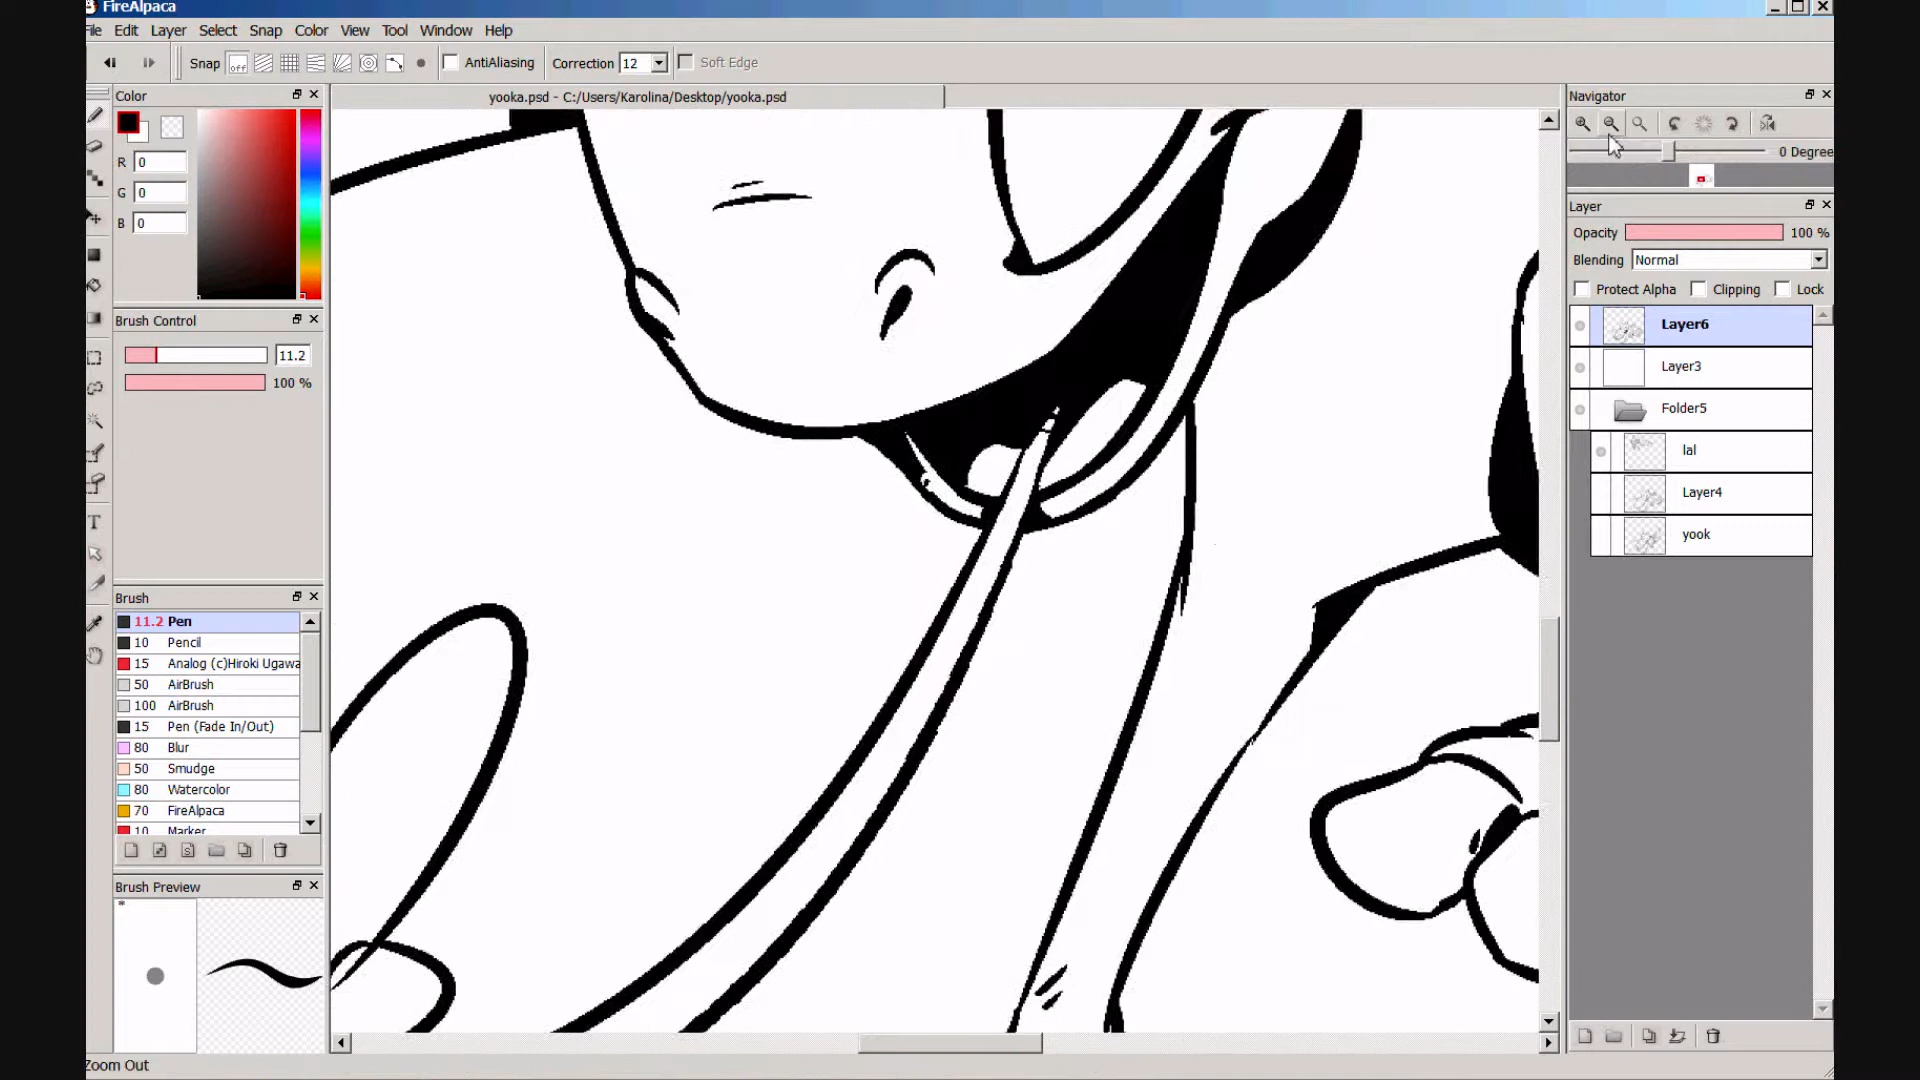 FireAlpaca
File Edit Layer Select Snap Color View Tool Window Help
Snap off AntiAliasing Correction 12 Soft Edge
Color
R 0
G 0
B 0
Brush Control
11.2
100 %
Brush
11.2 Pen
10 Pencil
15 Analog (c)Hiroki Ugawa
50 AirBrush
100 AirBrush
15 Pen (Fade In/Out)
80 Blur
50 Smudge
80 Watercolor
70 FireAlpaca
10 Marker
Brush Preview
*
Zoom Out
yooka.psd - C:/Users/Karolina/Desktop/yooka.psd
Navigator
0 Degree
Layer
Opacity 100 %
Blending Normal
Protect Alpha Clipping Lock
Layer6
Layer3
Folder5
lal
Layer4
yook